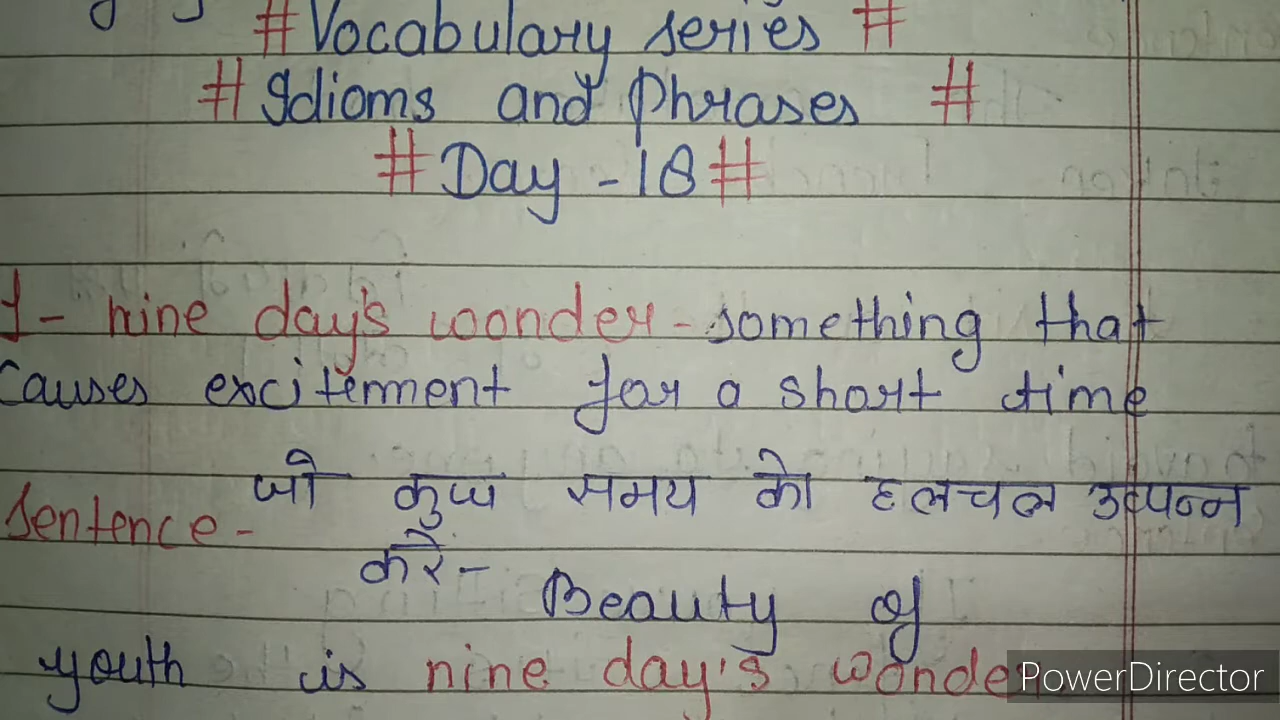 # Vocabulary series #
# Idioms and Phrases #
# Day - 18 #
1- nine day's wonder - something that
causes excitement for a short time
जो कुछ समय को हलचल उत्पन्न
करे -
sentence -
Beauty of
youth is nine day's wonder
PowerDirector